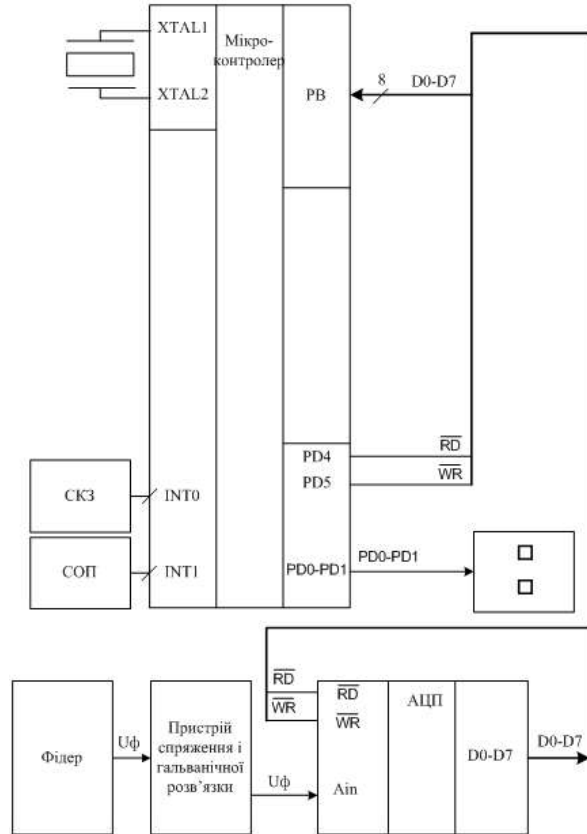 XTAL1
Мікро-
контролер
XTAL2
PB
8
D0-D7
PD4
RD
PD5
WR
СКЗ
INT0
СОП
INT1
PD0-PD1
PD0-PD1
RD
RD
АЦП
WR
WR
Фідер
Uф
Пристрій
спряження і
гальванічної
розв'язки
Uф
Ain
D0-D7
D0-D7